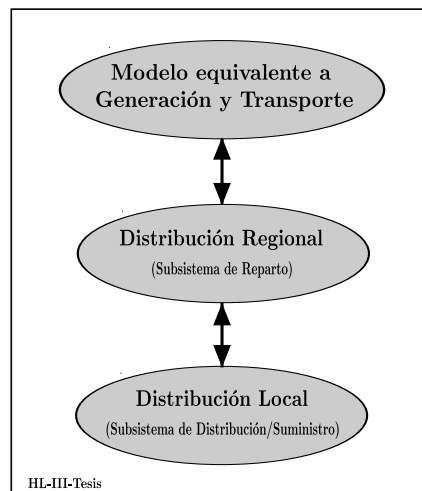 Modelo equivalente a
Generación y Transporte
Distribución Regional
(Subsistema de Reparto)
Distribución Local
(Subsistema de Distribución/Suministro)
HL-III-Tesis